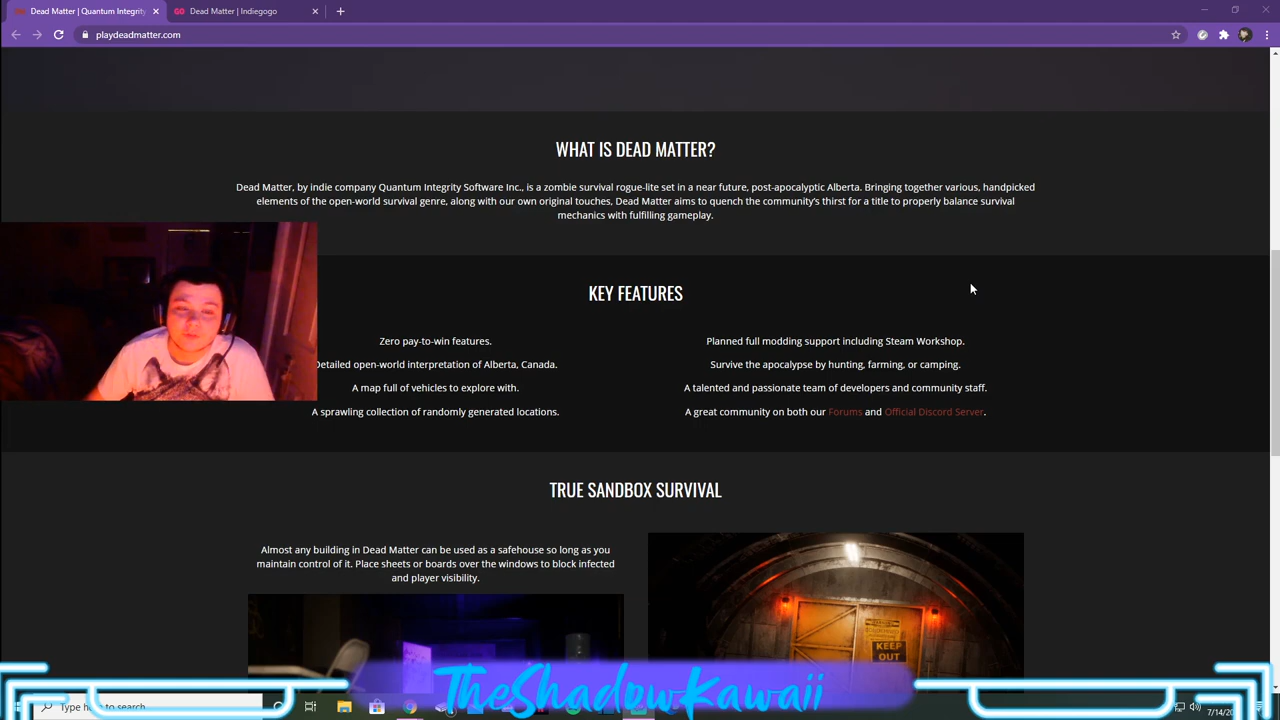 Dead Matter | Quantum Integrity
Dead Matter | Indiegogo
playdeadmatter.com
WHAT IS DEAD MATTER?
Dead Matter, by indie company Quantum Integrity Software Inc., is a zombie survival rogue-lite set in a near future, post-apocalyptic Alberta. Bringing together various, handpicked
elements of the open-world survival genre, along with our own original touches, Dead Matter aims to quench the community's thirst for a title to properly balance survival
mechanics with fulfilling gameplay.
KEY FEATURES
Zero pay-to-win features.
Detailed open-world interpretation of Alberta, Canada.
A map full of vehicles to explore with.
A sprawling collection of randomly generated locations.
Planned full modding support including Steam Workshop.
Survive the apocalypse by hunting, farming, or camping.
A talented and passionate team of developers and community staff.
A great community on both our Forums and Official Discord Server.
TRUE SANDBOX SURVIVAL
Almost any building in Dead Matter can be used as a safehouse so long as you
maintain control of it. Place sheets or boards over the windows to block infected
and player visibility.
KEEP
OUT
TheShadowKawaii
Type here to search
7/14/20